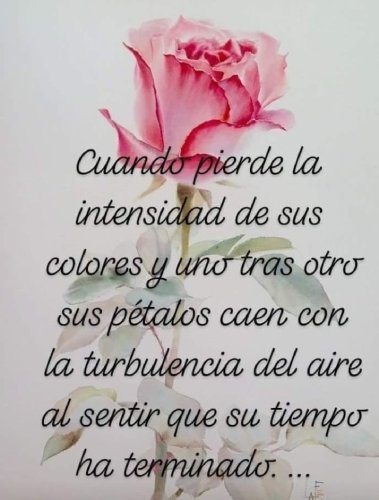 Cuando pierde la
intensidad de sus
colores y uno tras otro
sus pétalos caen con
la turbulencia del aire
al sentir que su tiempo
ha terminado. ...